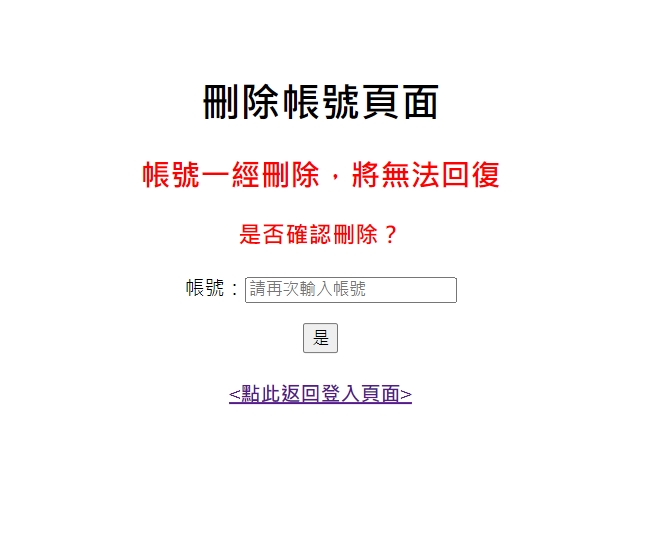 刪除帳號頁面
帳號一經刪除，將無法回復
是否確認刪除？
帳號：請再次輸入帳號
是
<點此返回登入頁面>